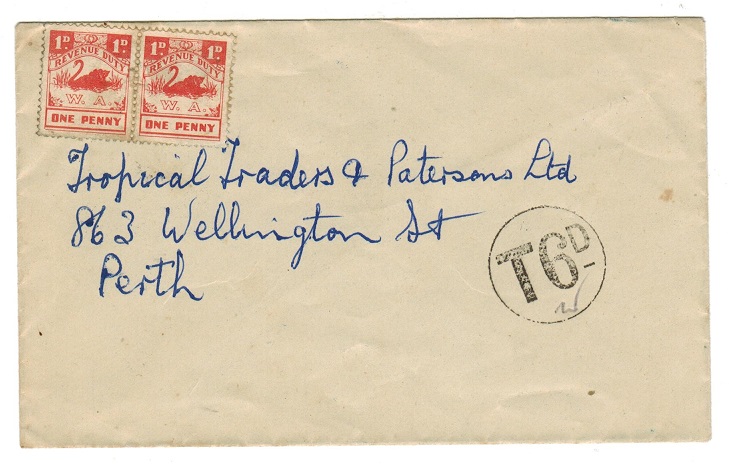 1D 1D
REVENUE DUTY
W. A.
ONE PENNY
1D 1D
REVENUE DUTY
W. A.
ONE PENNY
Tropical Traders & Patersons Ltd
863 Wellington St
Perth
T6D